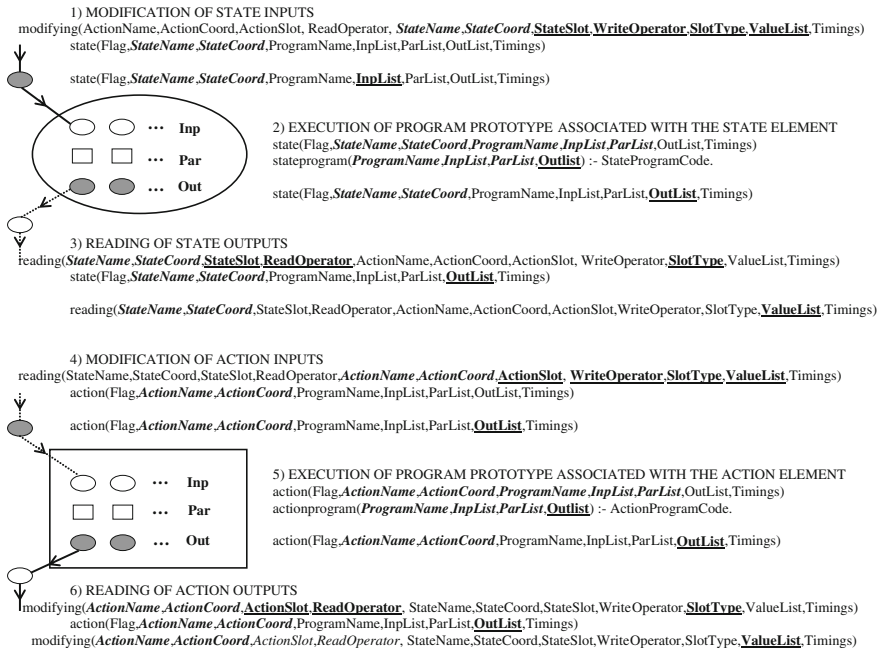 1) MODIFICATION OF STATE INPUTS
modifying(ActionName,ActionCoord,ActionSlot, ReadOperator, StateName,StateCoord,StateSlot,WriteOperator,SlotType,ValueList,Timings)
state(Flag,StateName,StateCoord,ProgramName,InpList,ParList,OutList,Timings)
state(Flag,StateName,StateCoord,ProgramName,InpList,ParList,OutList,Timings)
... Inp
2) EXECUTION OF PROGRAM PROTOTYPE ASSOCIATED WITH THE STATE ELEMENT
state(Flag,StateName,StateCoord,ProgramName,InpList,ParList,OutList,Timings)
... Par
stateprogram(ProgramName,InpList,ParList,Outlist) :- StateProgramCode.
... Out
state(Flag,StateName,StateCoord,ProgramName,InpList,ParList,OutList,Timings)
3) READING OF STATE OUTPUTS
reading(StateName,StateCoord,StateSlot,ReadOperator,ActionName,ActionCoord,ActionSlot, WriteOperator,SlotType,ValueList,Timings)
state(Flag,StateName,StateCoord,ProgramName,InpList,ParList,OutList,Timings)
reading(StateName,StateCoord,StateSlot,ReadOperator,ActionName,ActionCoord,ActionSlot,WriteOperator,SlotType,ValueList,Timings)
4) MODIFICATION OF ACTION INPUTS
reading(StateName,StateCoord,StateSlot,ReadOperator,ActionName,ActionCoord,ActionSlot, WriteOperator,SlotType,ValueList,Timings)
action(Flag,ActionName,ActionCoord,ProgramName,InpList,ParList,OutList,Timings)
action(Flag,ActionName,ActionCoord,ProgramName,InpList,ParList,OutList,Timings)
5) EXECUTION OF PROGRAM PROTOTYPE ASSOCIATED WITH THE ACTION ELEMENT
... Inp
action(Flag,ActionName,ActionCoord,ProgramName,InpList,ParList,OutList,Timings)
... Par
actionprogram(ProgramName,InpList,ParList,Outlist) :- ActionProgramCode.
... Out
action(Flag,ActionName,ActionCoord,ProgramName,InpList,ParList,OutList,Timings)
6) READING OF ACTION OUTPUTS
modifying(ActionName,ActionCoord,ActionSlot,ReadOperator, StateName,StateCoord,StateSlot,WriteOperator,SlotType,ValueList,Timings)
action(Flag,ActionName,ActionCoord,ProgramName,InpList,ParList,OutList,Timings)
modifying(ActionName,ActionCoord,ActionSlot,ReadOperator, StateName,StateCoord,StateSlot,WriteOperator,SlotType,ValueList,Timings)